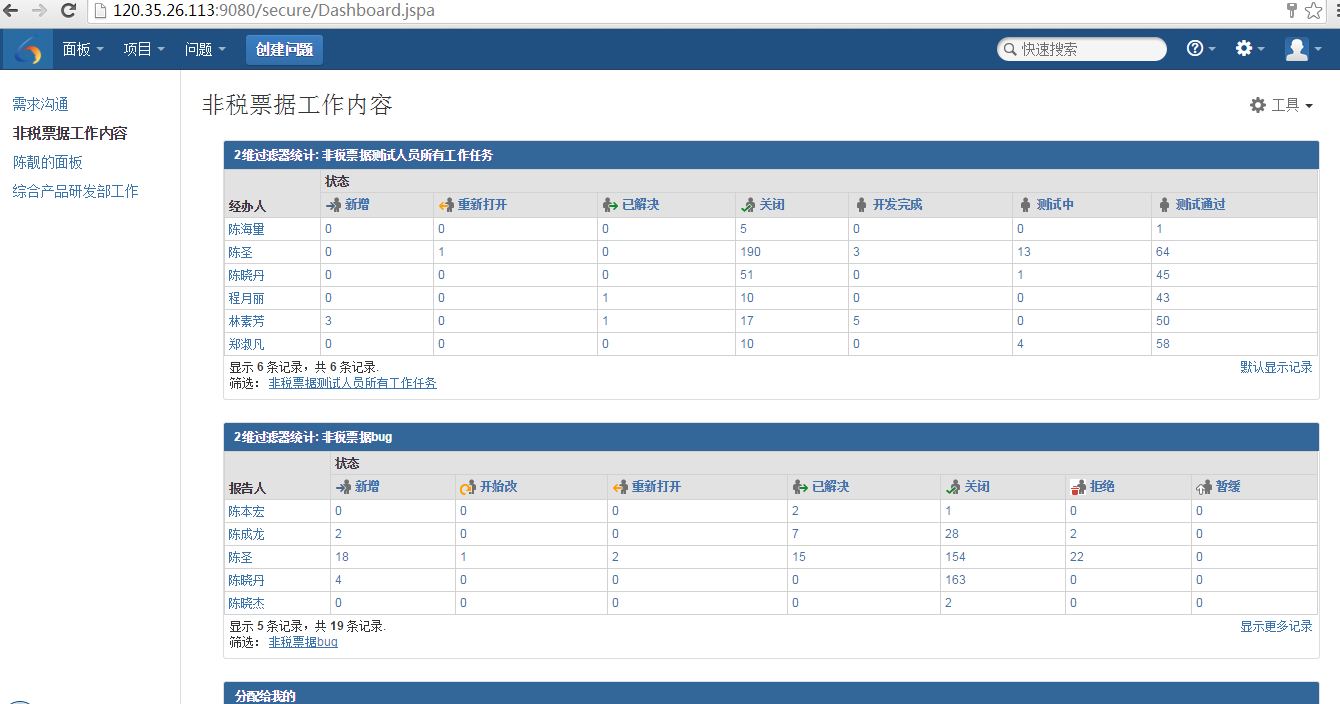 120.35.26.113:9080/secure/Dashboard.jspa
面板 项目 问题 创建问题 快速搜索
需求沟通
非税票据工作内容
陈靓的面板
综合产品研发部工作
非税票据工作内容 工具
2维过滤器统计: 非税票据测试人员所有工作任务
状态
经办人 新增 重新打开 已解决 关闭 开发完成 测试中 测试通过
陈海量 0 0 0 5 0 0 1
陈圣 0 1 0 190 3 13 64
陈晓丹 0 0 0 51 0 1 45
程月丽 0 0 1 10 0 0 43
林素芳 3 0 1 17 5 0 50
郑淑凡 0 0 0 10 0 4 58
显示 6 条记录，共 6 条记录. 默认显示记录
筛选： 非税票据测试人员所有工作任务
2维过滤器统计: 非税票据bug
状态
报告人 新增 开始改 重新打开 已解决 关闭 拒绝 暂缓
陈本宏 0 0 0 2 1 0 0
陈成龙 2 0 0 7 28 2 0
陈圣 18 1 2 15 154 22 0
陈晓丹 4 0 0 0 163 0 0
陈晓杰 0 0 0 0 2 0 0
显示 5 条记录，共 19 条记录. 显示更多记录
筛选： 非税票据bug
分配给我的